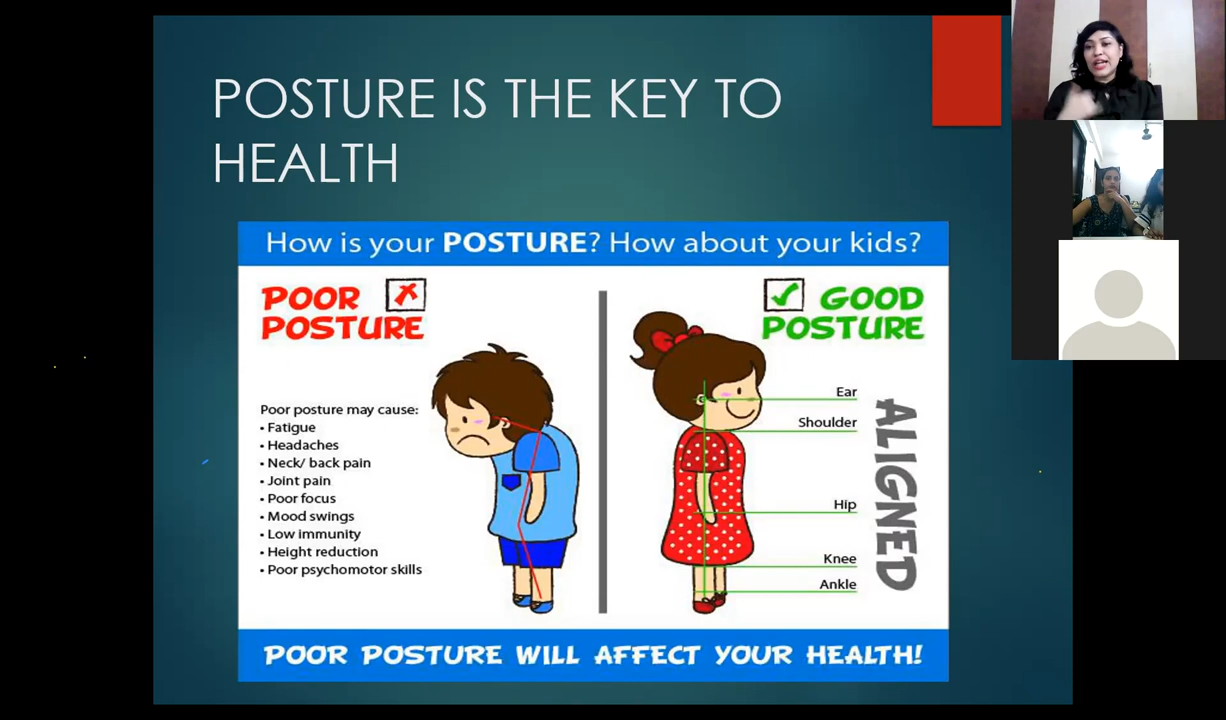 POSTURE IS THE KEY TO
HEALTH
How is your POSTURE? How about your kids?
POOR
POSTURE
Poor posture may cause:
• Fatigue
• Headaches
• Neck/ back pain
• Joint pain
• Poor focus
• Mood swings
• Low immunity
• Height reduction
• Poor psychomotor skills
GOOD
POSTURE
Ear
Shoulder
Hip
Knee
Ankle
ALIGNED
POOR POSTURE WILL AFFECT YOUR HEALTH!